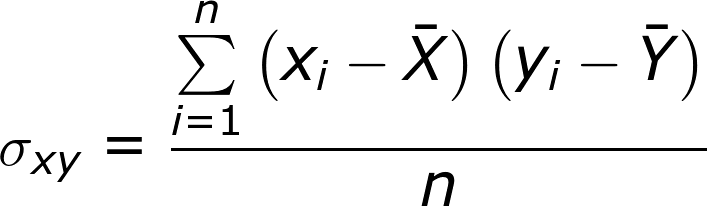 σxy = n∑i=1 (xi − X̄) (yi − Ȳ)
n